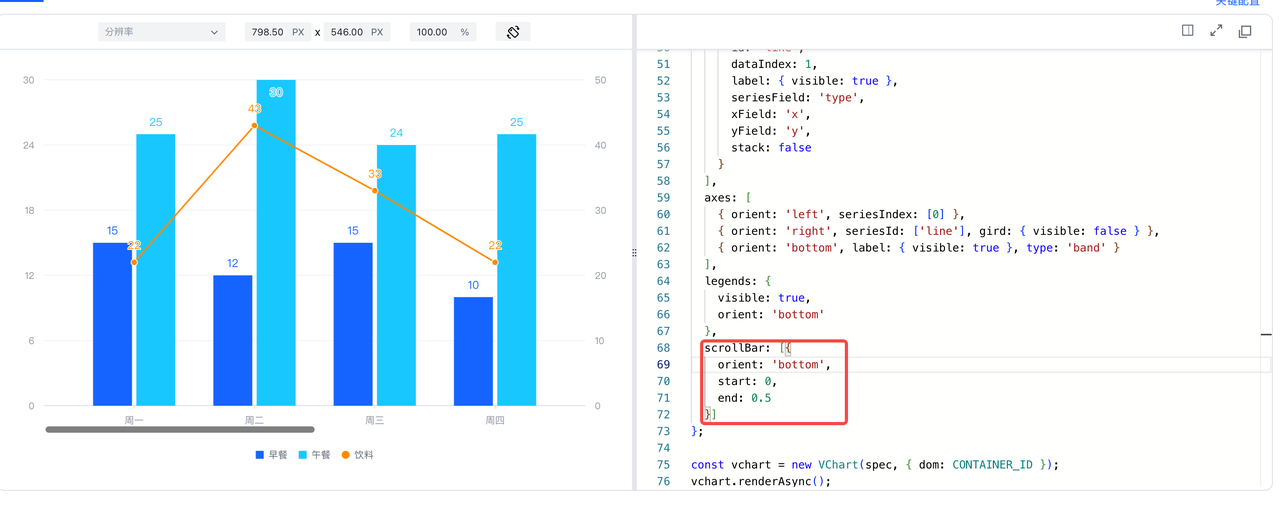 关键配置
分辨率 798.50 PX x 546.00 PX 100.00 %
30 50
24 40
18 30
12 20
6 10
0 0
15 25 12 30 15 24 10 25
22 43 33 22
周一 周二 周三 周四
早餐 午餐 饮料
50 id: 'line',
51 dataIndex: 1,
52 label: { visible: true },
53 seriesField: 'type',
54 xField: 'x',
55 yField: 'y',
56 stack: false
57 }
58 ],
59 axes: [
60 { orient: 'left', seriesIndex: [0] },
61 { orient: 'right', seriesId: ['line'], gird: { visible: false } },
62 { orient: 'bottom', label: { visible: true }, type: 'band' }
63 ],
64 legends: {
65 visible: true,
66 orient: 'bottom'
67 },
68 scrollBar: [{
69 orient: 'bottom',
70 start: 0,
71 end: 0.5
72 }]
73 };
74
75 const vchart = new VChart(spec, { dom: CONTAINER_ID });
76 vchart.renderAsync();